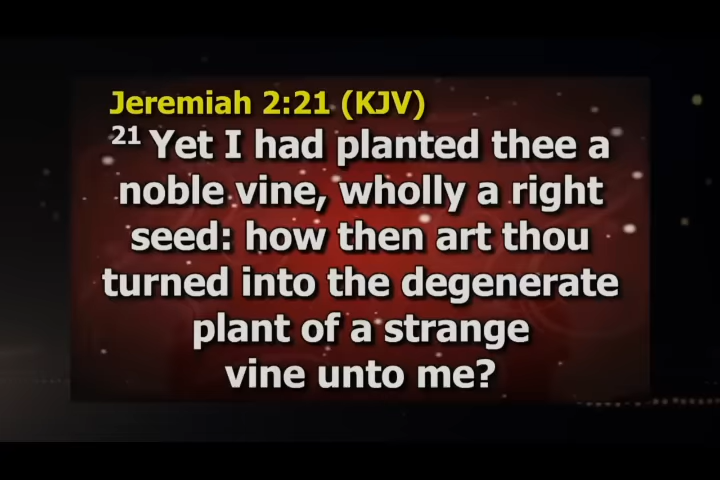 Jeremiah 2:21 (KJV)
21 Yet I had planted thee a
noble vine, wholly a right
seed: how then art thou
turned into the degenerate
plant of a strange
vine unto me?